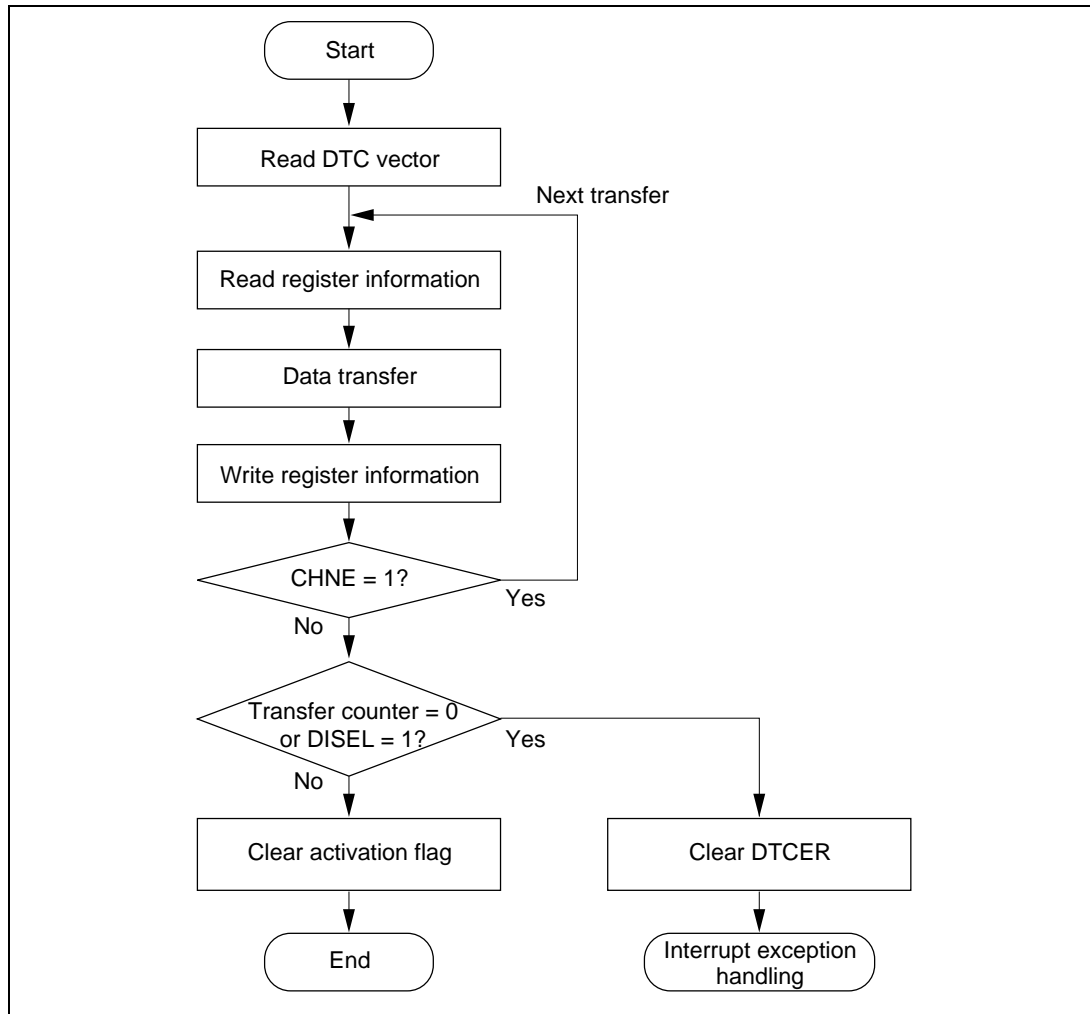 Start
Read DTC vector
Next transfer
Read register information
Data transfer
Write register information
CHNE = 1?
Yes
No
Transfer counter = 0
or DISEL = 1?
Yes
No
Clear activation flag
Clear DTCER
End
Interrupt exception
handling